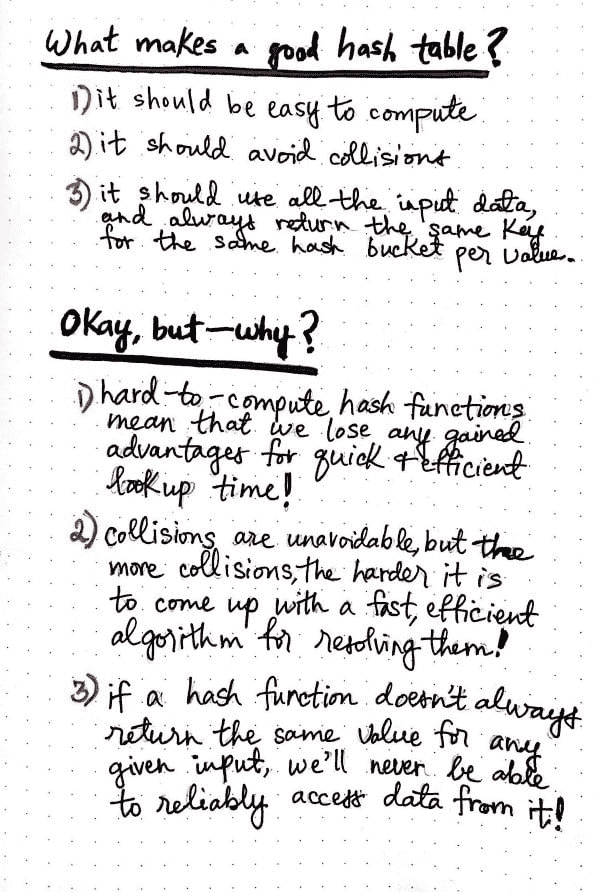 What makes a good hash table?
1) it should be easy to compute
2) it should avoid collisions
3) it should use all the input data,
and always return the same key
for the same hash bucket per value.
Okay, but—why?
1) hard-to-compute hash functions
mean that we lose any gained
advantages for quick & efficient
lookup time!
2) collisions are unavoidable, but the
more collisions, the harder it is
to come up with a fast, efficient
algorithm for resolving them!
3) if a hash function doesn't always
return the same value for any
given input, we'll never be able
to reliably access data from it!